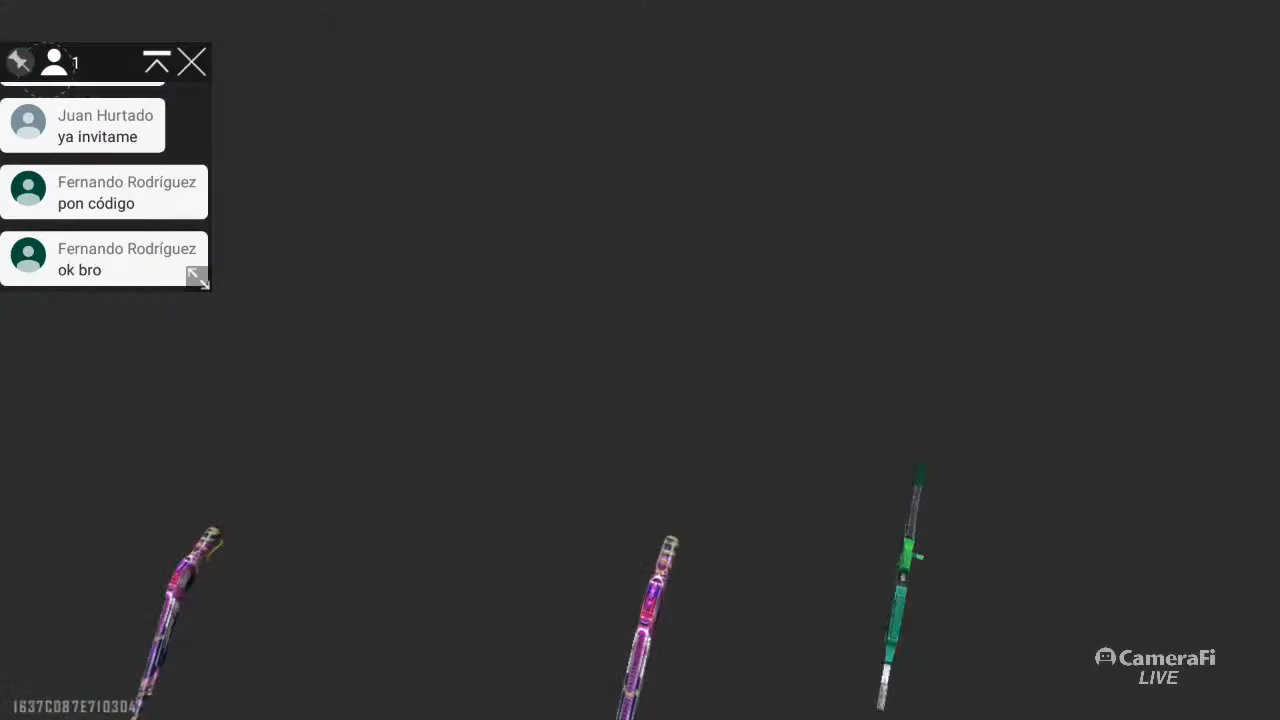 1
Juan Hurtado
ya invitame
Fernando Rodríguez
pon código
Fernando Rodríguez
ok bro
CameraFi
LIVE
1637C087E710304